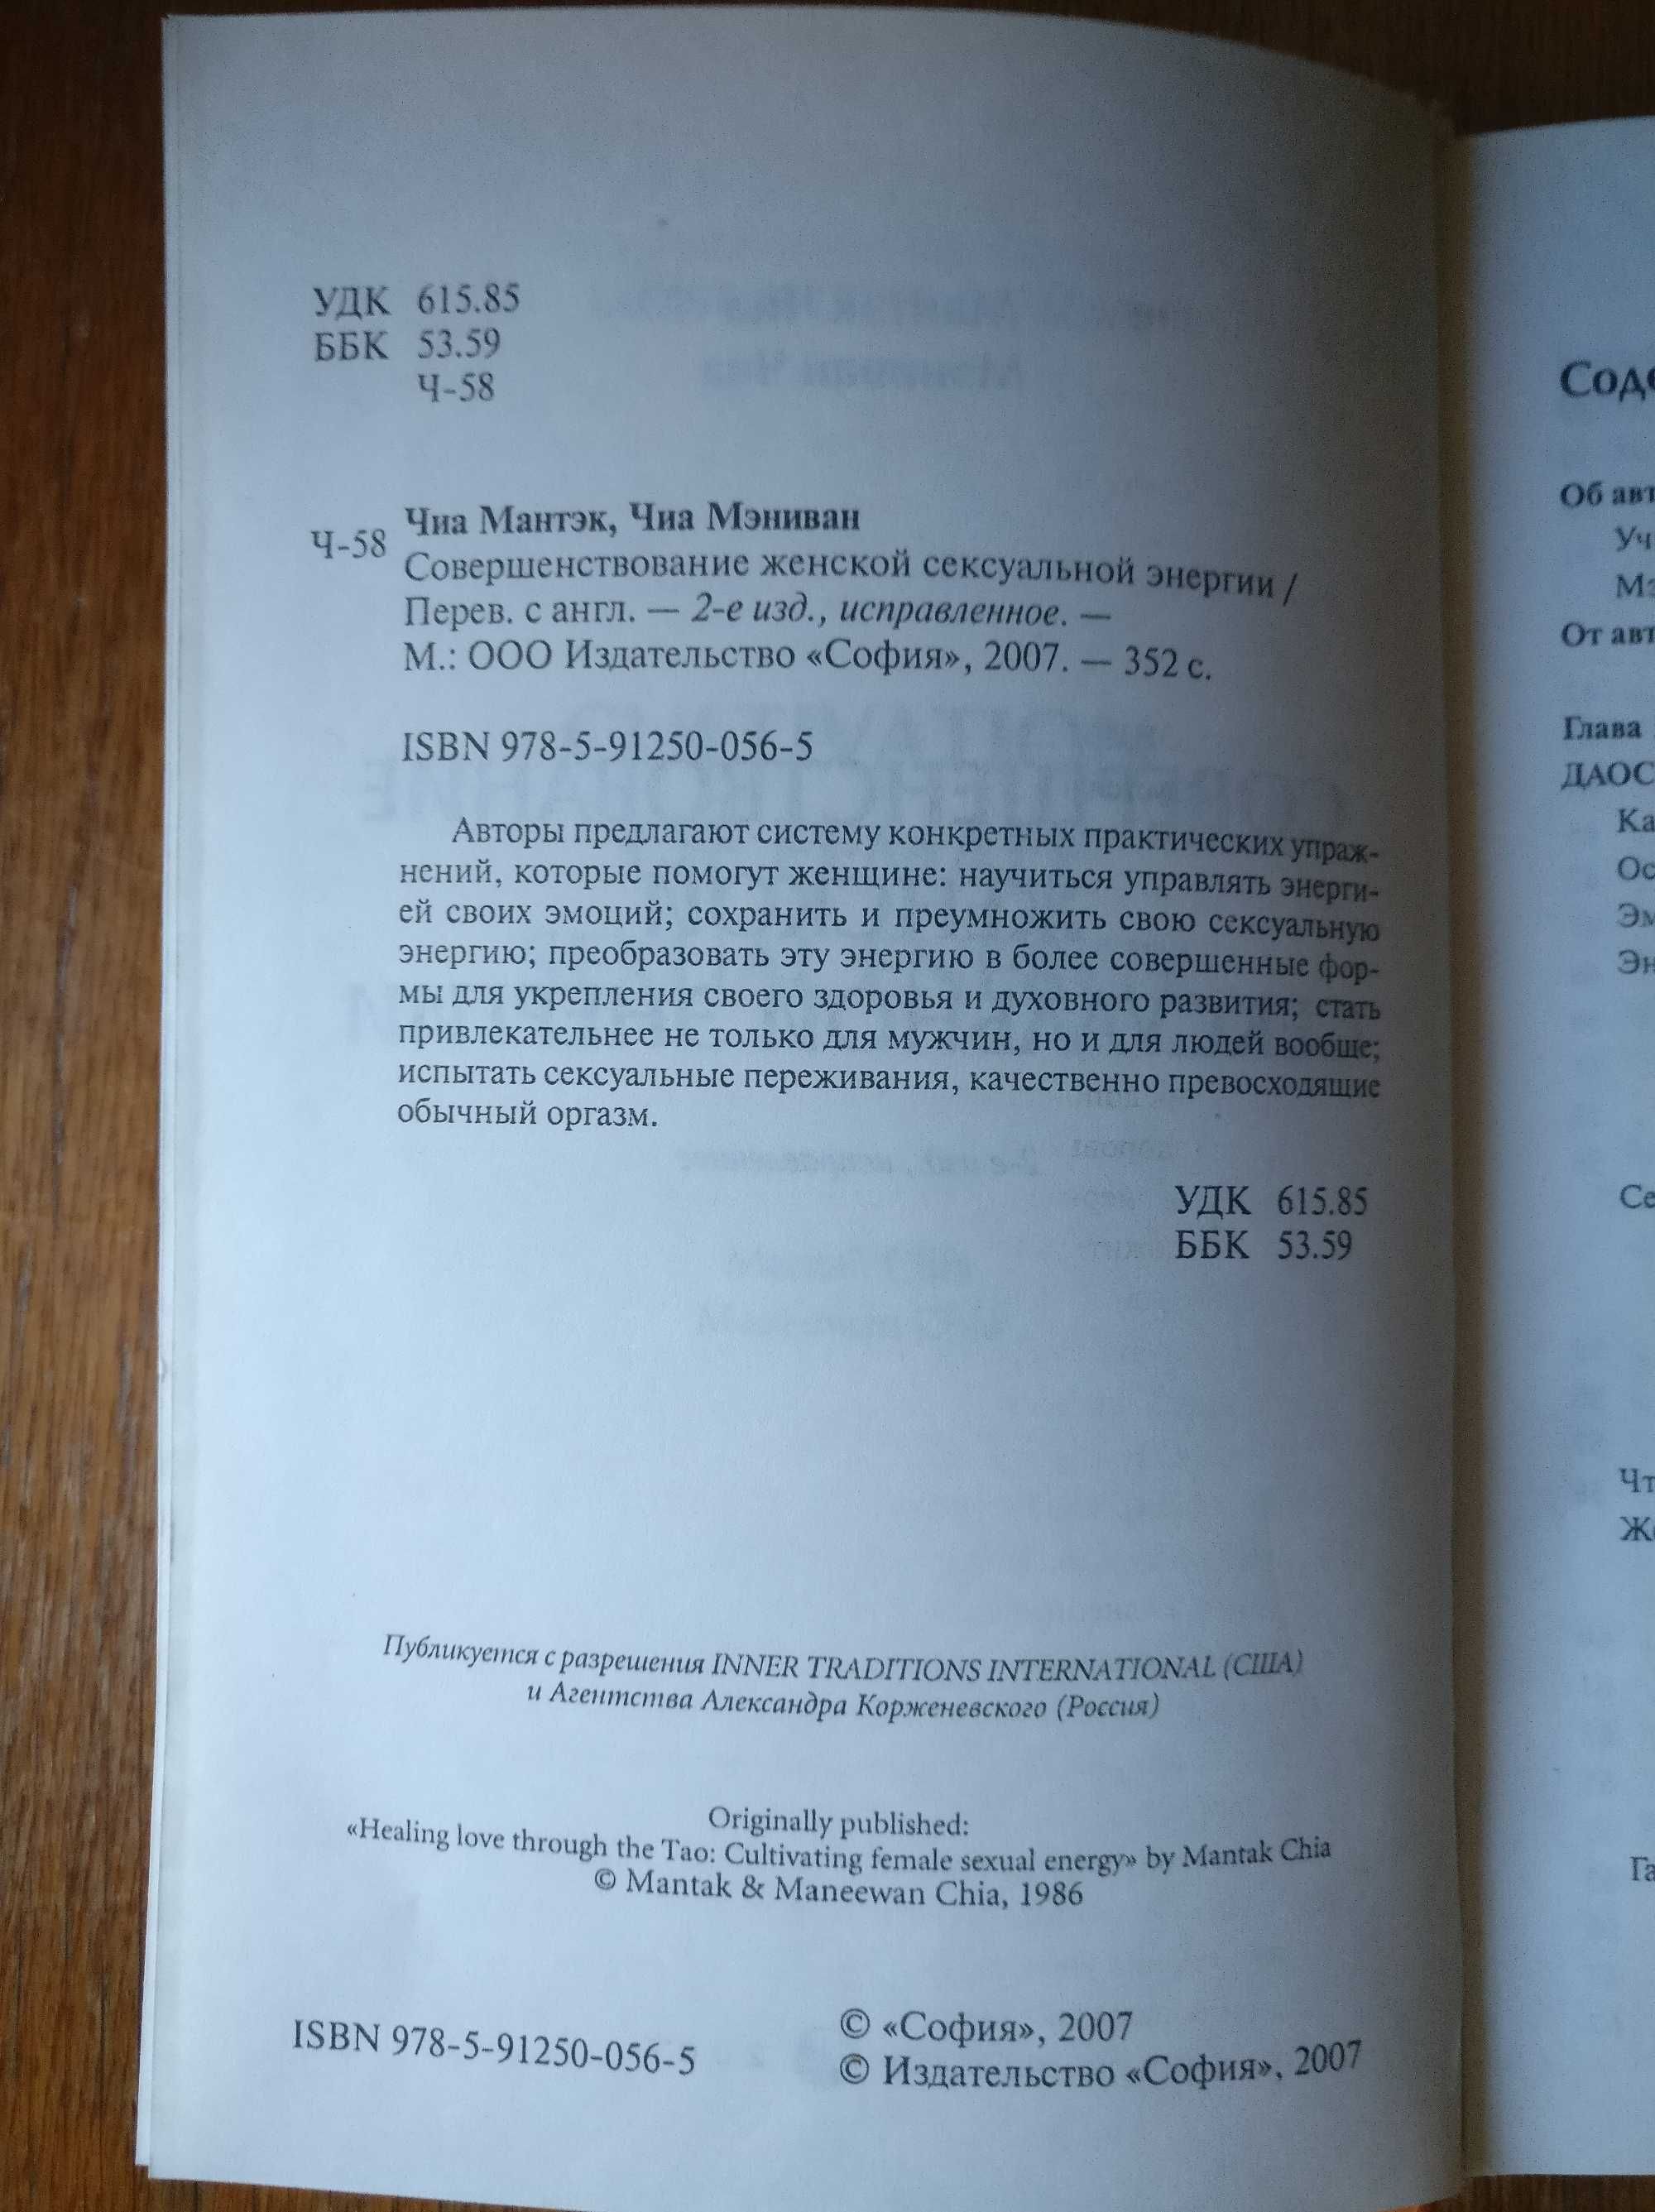 УДК 615.85
ББК 53.59
Ч-58
Чиа Мантэк, Чиа Мэниван
Ч-58
Совершенствование женской сексуальной энергии /
Перев. с англ. — 2-е изд., исправленное. —
М.: ООО Издательство «София», 2007. — 352 с.
ISBN 978-5-91250-056-5
Авторы предлагают систему конкретных практических упраж-
нений, которые помогут женщине: научиться управлять энерги-
ей своих эмоций; сохранить и преумножить свою сексуальную
энергию; преобразовать эту энергию в более совершенные фор-
мы для укрепления своего здоровья и духовного развития; стать
привлекательнее не только для мужчин, но и для людей вообще;
испытать сексуальные переживания, качественно превосходящие
обычный оргазм.
УДК 615.85
ББК 53.59
Публикуется с разрешения INNER TRADITIONS INTERNATIONAL (США)
и Агентства Александра Корженевского (Россия)
Originally published:
«Healing love through the Tao: Cultivating female sexual energy» by Mantak Chia
© Mantak & Maneewan Chia, 1986
ISBN 978-5-91250-056-5
© «София», 2007
© Издательство «София», 2007
Об
От
Глава